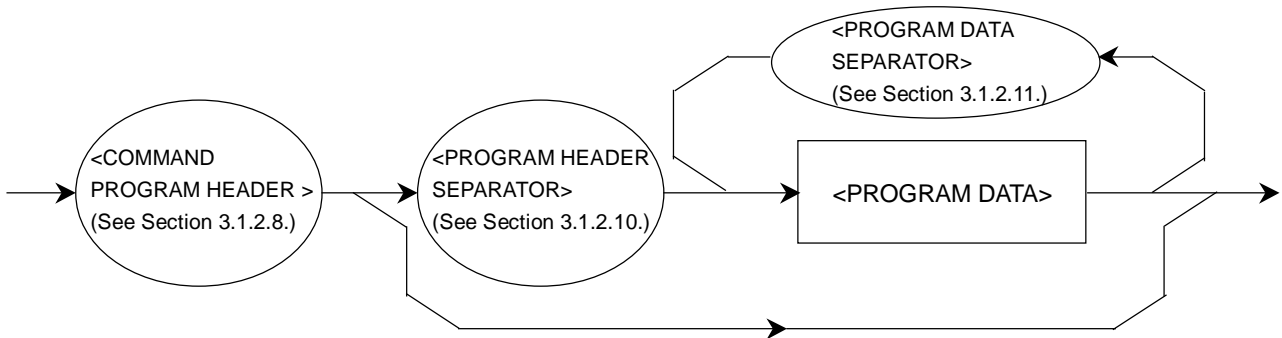 <PROGRAM DATA
SEPARATOR>
(See Section 3.1.2.11.)
<COMMAND
PROGRAM HEADER >
(See Section 3.1.2.8.)
<PROGRAM HEADER
SEPARATOR>
(See Section 3.1.2.10.)
<PROGRAM DATA>